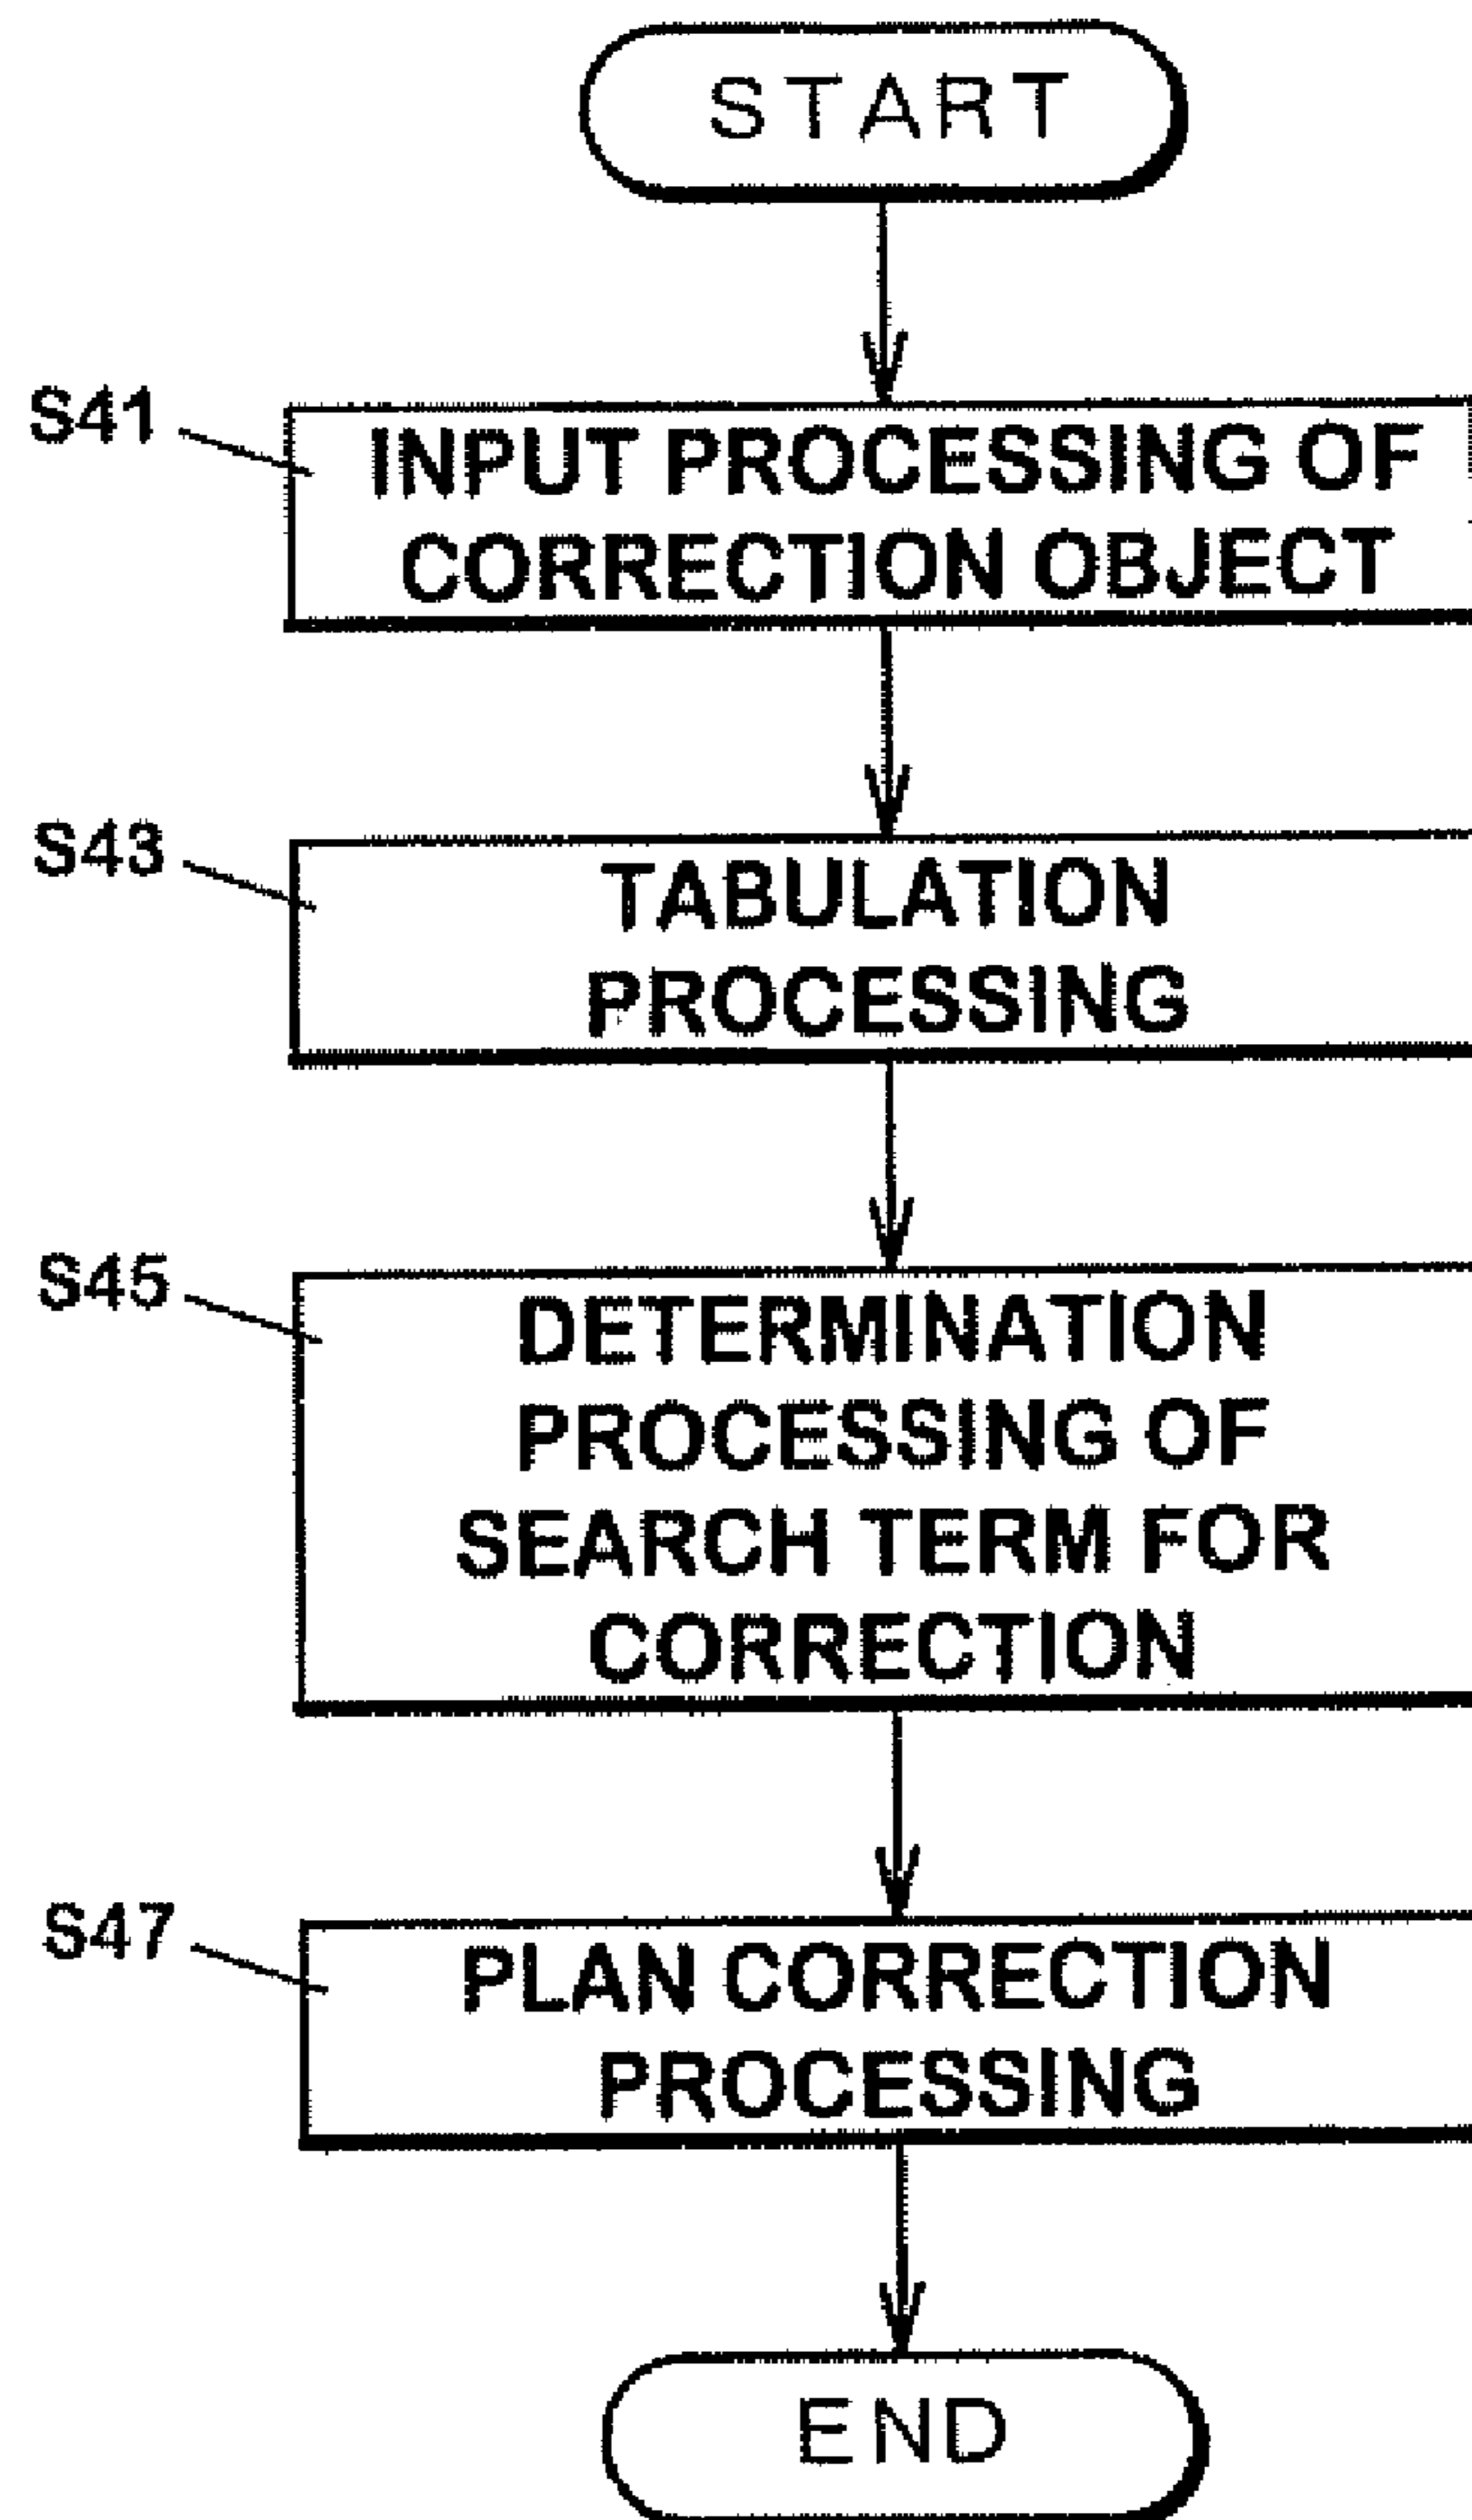 START
S41
INPUT PROCESSING OF
CORRECTION OBJECT
S43
TABULATION
PROCESSING
S45
DETERMINATION
PROCESSING OF
SEARCH TERM FOR
CORRECTION
S47
PLAN CORRECTION
PROCESSING
END